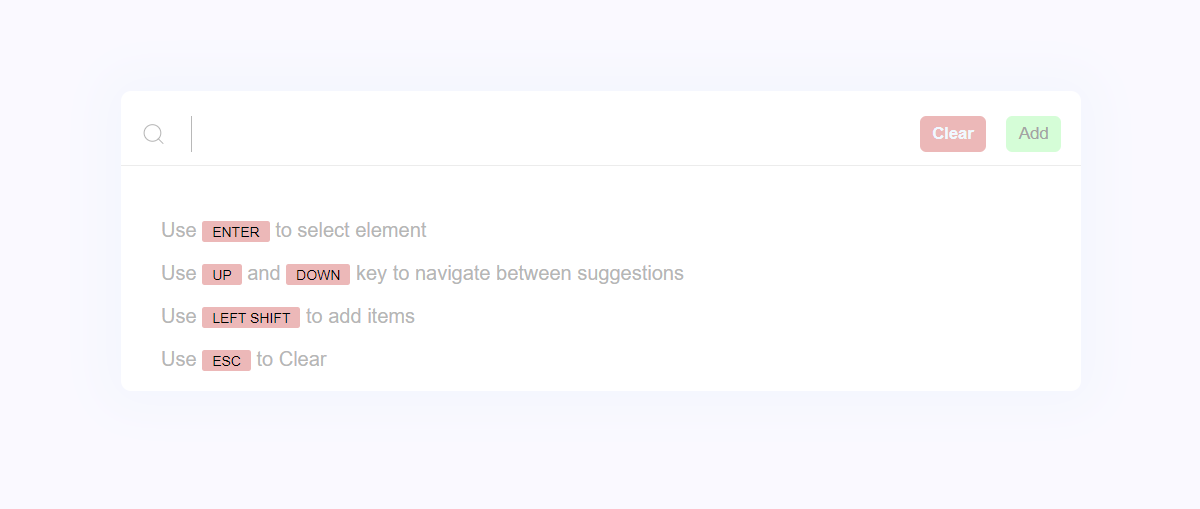 Clear Add
Use ENTER to select element
Use UP and DOWN key to navigate between suggestions
Use LEFT SHIFT to add items
Use ESC to Clear